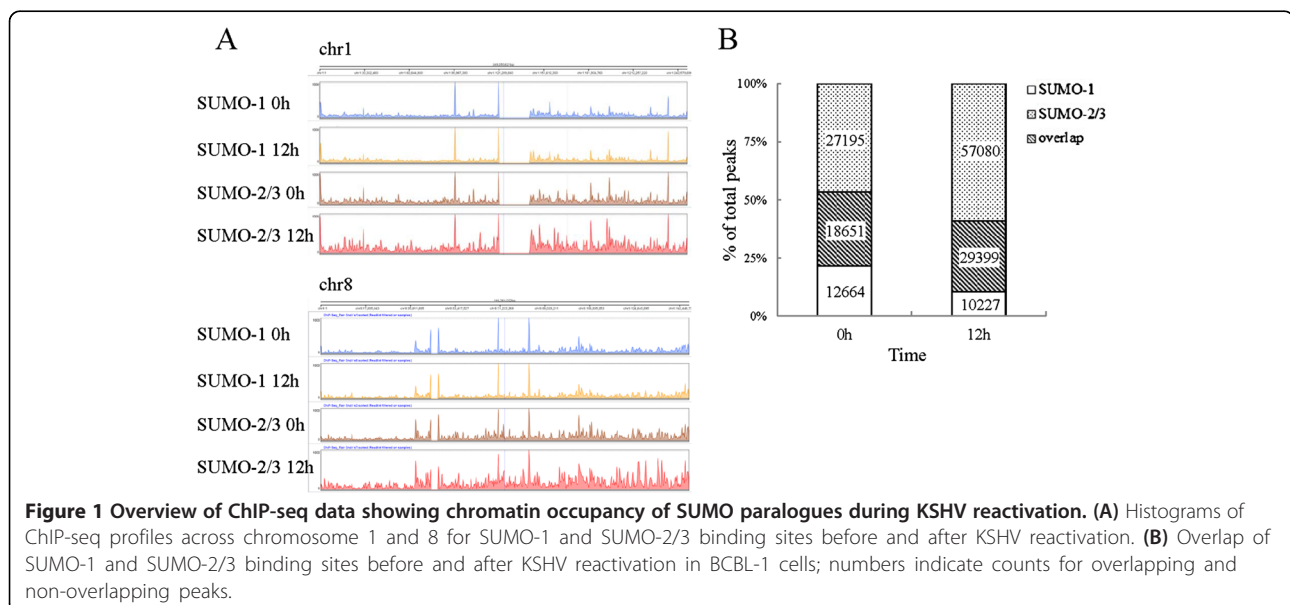 A
chr1
SUMO-1 0h
SUMO-1 12h
SUMO-2/3 0h
SUMO-2/3 12h
chr8
SUMO-1 0h
SUMO-1 12h
SUMO-2/3 0h
SUMO-2/3 12h
B
% of total peaks
100%
75%
50%
25%
0%
27195
18651
12664
57080
29399
10227
0h
12h
Time
SUMO-1
SUMO-2/3
overlap
Figure 1 Overview of ChIP-seq data showing chromatin occupancy of SUMO paralogues during KSHV reactivation. (A) Histograms of
ChIP-seq profiles across chromosome 1 and 8 for SUMO-1 and SUMO-2/3 binding sites before and after KSHV reactivation. (B) Overlap of
SUMO-1 and SUMO-2/3 binding sites before and after KSHV reactivation in BCBL-1 cells; numbers indicate counts for overlapping and
non-overlapping peaks.